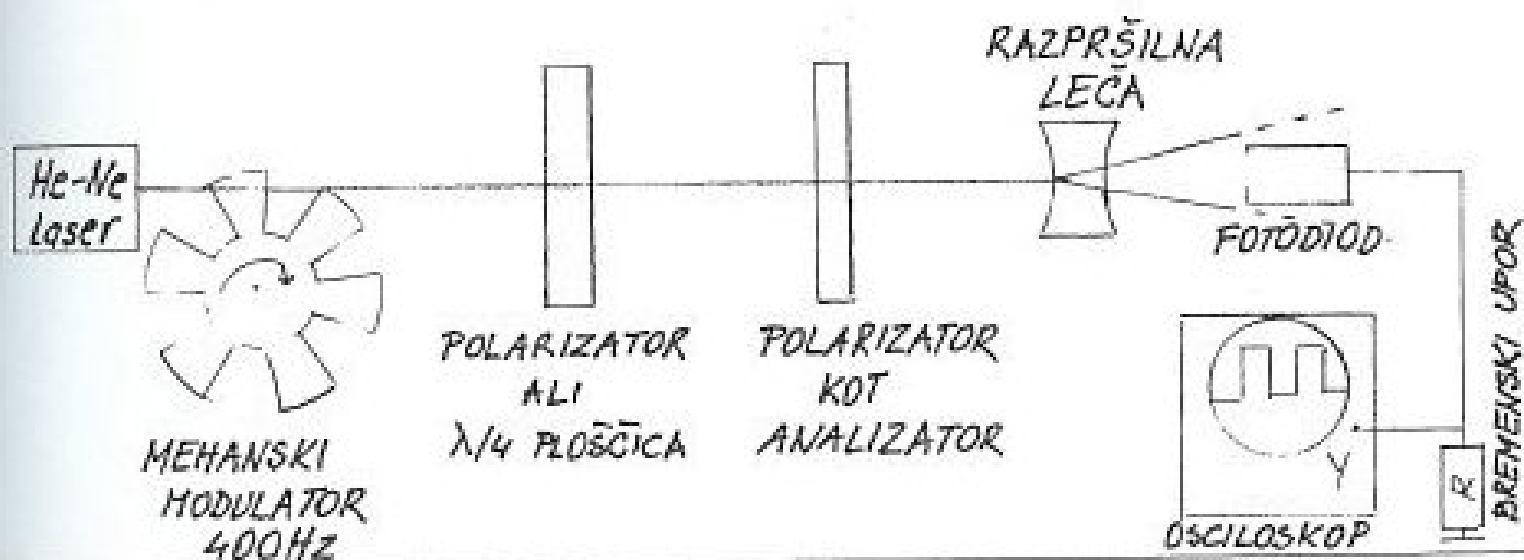 He-Ne
laser
MEHANSKI
MODULATOR
400Hz
POLARIZATOR
ALI
λ/4 PLOŠČICA
POLARIZATOR
KOT
ANALIZATOR
RAZPRŠILNA
LEČA
FOTODIOD
Y
OSCILOSKOP
R
BREMENSKI UPOR